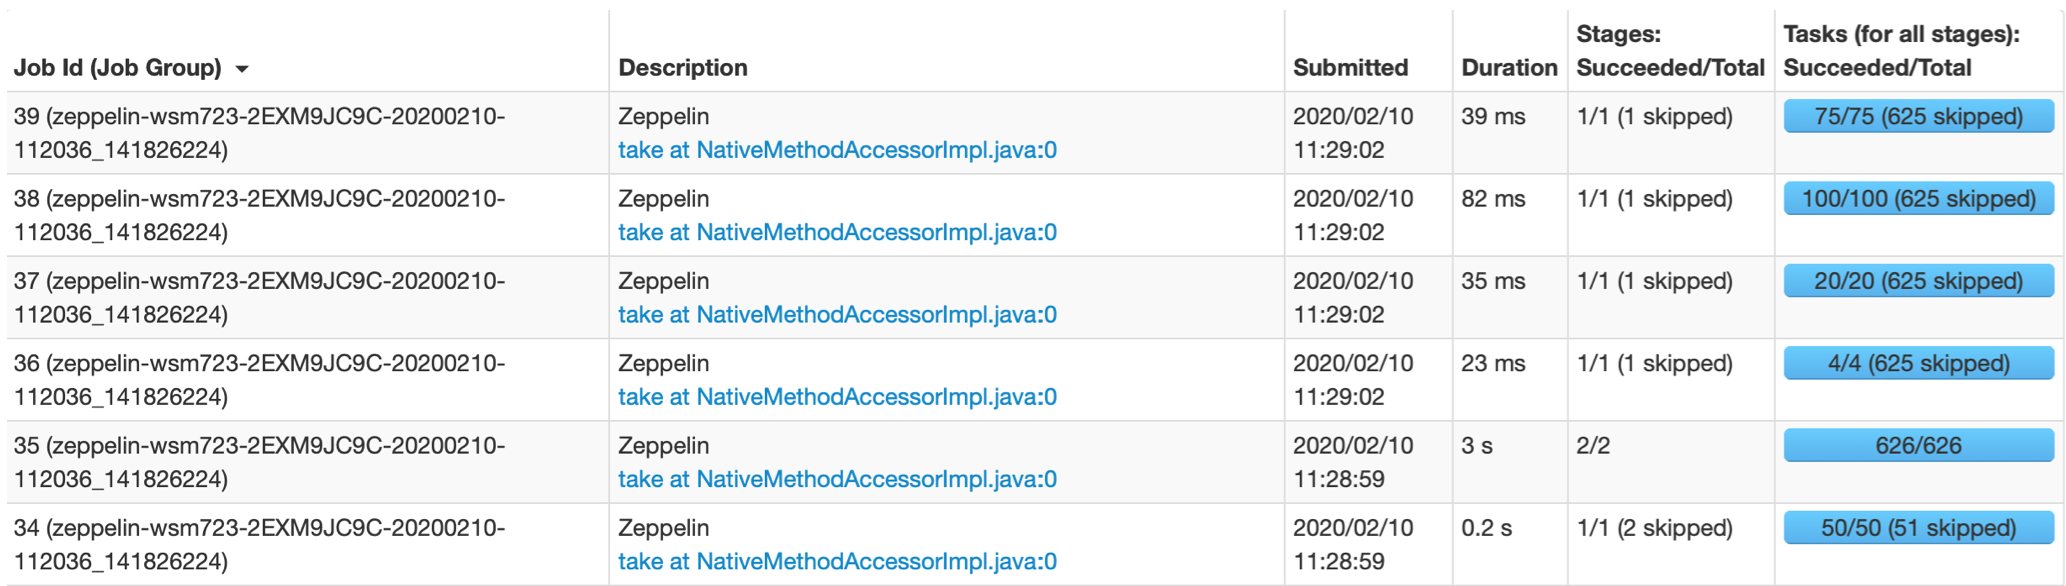 Job Id (Job Group) Description Submitted Duration Stages: Succeeded/Total Tasks (for all stages): Succeeded/Total
39 (zeppelin-wsm723-2EXM9JC9C-20200210-
112036_141826224)
Zeppelin
take at NativeMethodAccessorImpl.java:0
2020/02/10
11:29:02
39 ms
1/1 (1 skipped)
75/75 (625 skipped)
38 (zeppelin-wsm723-2EXM9JC9C-20200210-
112036_141826224)
Zeppelin
take at NativeMethodAccessorImpl.java:0
2020/02/10
11:29:02
82 ms
1/1 (1 skipped)
100/100 (625 skipped)
37 (zeppelin-wsm723-2EXM9JC9C-20200210-
112036_141826224)
Zeppelin
take at NativeMethodAccessorImpl.java:0
2020/02/10
11:29:02
35 ms
1/1 (1 skipped)
20/20 (625 skipped)
36 (zeppelin-wsm723-2EXM9JC9C-20200210-
112036_141826224)
Zeppelin
take at NativeMethodAccessorImpl.java:0
2020/02/10
11:29:02
23 ms
1/1 (1 skipped)
4/4 (625 skipped)
35 (zeppelin-wsm723-2EXM9JC9C-20200210-
112036_141826224)
Zeppelin
take at NativeMethodAccessorImpl.java:0
2020/02/10
11:28:59
3 s
2/2
626/626
34 (zeppelin-wsm723-2EXM9JC9C-20200210-
112036_141826224)
Zeppelin
take at NativeMethodAccessorImpl.java:0
2020/02/10
11:28:59
0.2 s
1/1 (2 skipped)
50/50 (51 skipped)